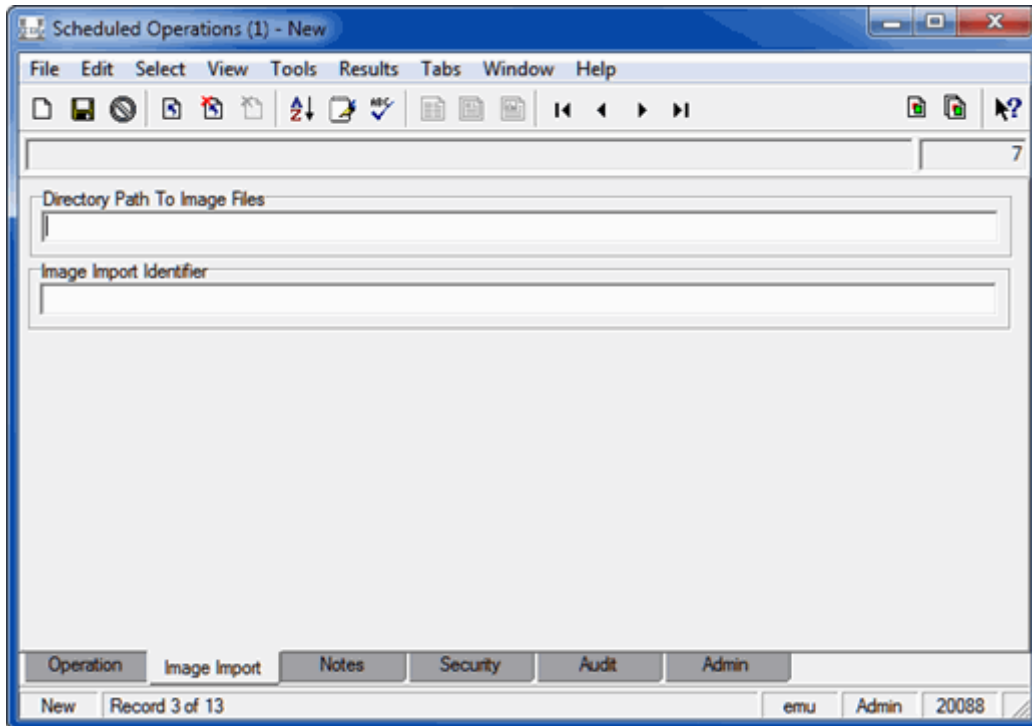 Scheduled Operations (1) - New
File Edit Select View Tools Results Tabs Window Help
7
Directory Path To Image Files
Image Import Identifier
Operation Image Import Notes Security Audit Admin
New Record 3 of 13 emu Admin 20088